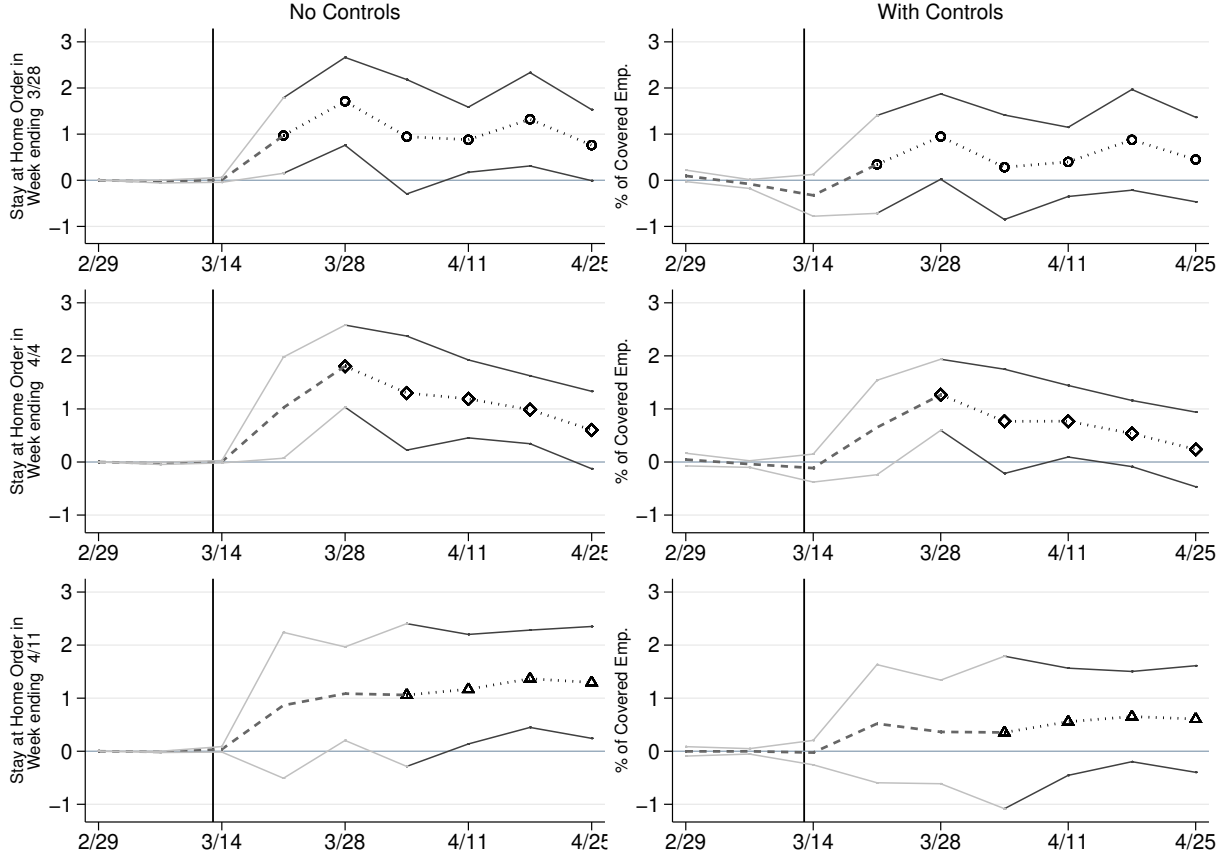 No Controls
With Controls
Stay at Home Order in
Week ending 3/28
3
2
1
0
−1
2/29 3/14 3/28 4/11 4/25
% of Covered Emp.
3
2
1
0
−1
2/29 3/14 3/28 4/11 4/25
Stay at Home Order in
Week ending 4/4
3
2
1
0
−1
2/29 3/14 3/28 4/11 4/25
% of Covered Emp.
3
2
1
0
−1
2/29 3/14 3/28 4/11 4/25
Stay at Home Order in
Week ending 4/11
3
2
1
0
−1
2/29 3/14 3/28 4/11 4/25
% of Covered Emp.
3
2
1
0
−1
2/29 3/14 3/28 4/11 4/25